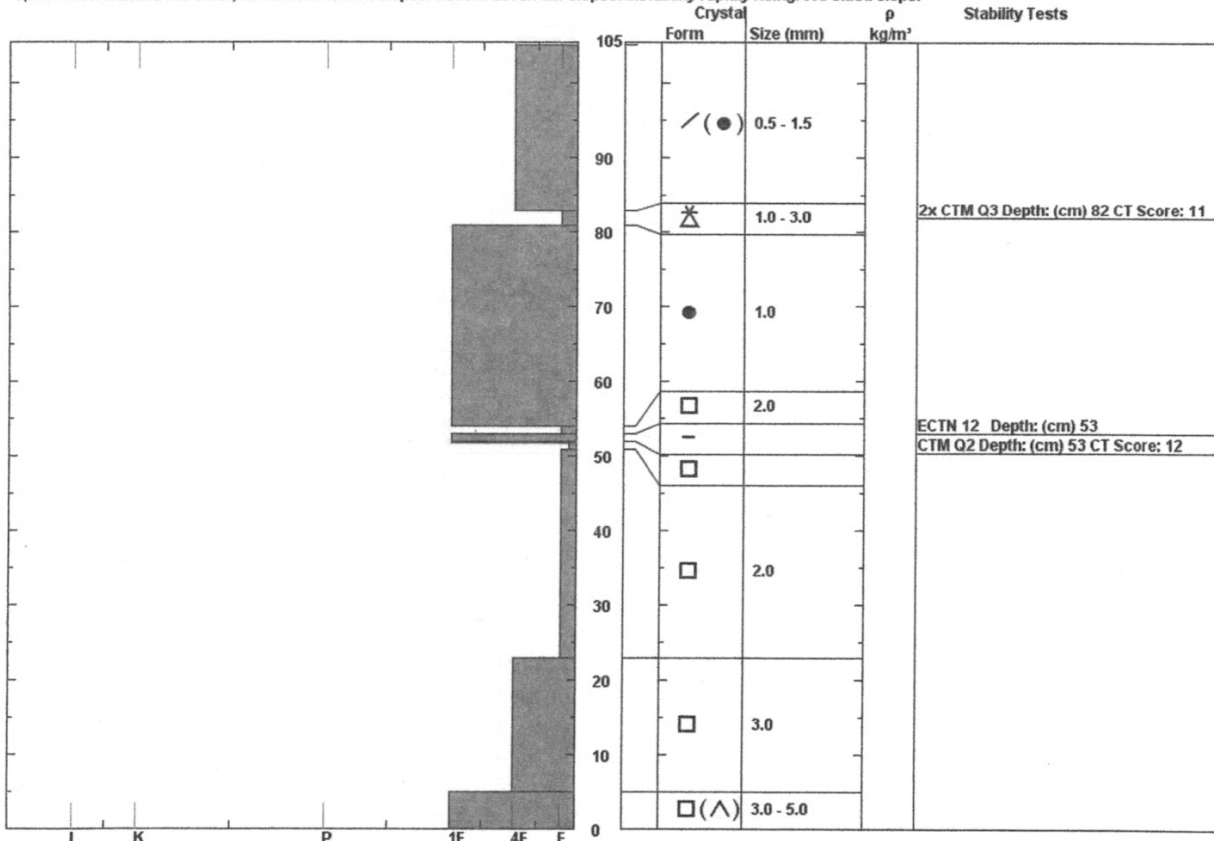 Crystal ρ Stability Tests
Form Size (mm) kg/m³
105
0.5 - 1.5
90
1.0 - 3.0
2x CTM Q3 Depth: (cm) 82 CT Score: 11
80
70
1.0
60
2.0
ECTN 12 Depth: (cm) 53
CTM Q2 Depth: (cm) 53 CT Score: 12
50
40
2.0
30
20
3.0
10
3.0 - 5.0
0
I K P 1F 4F F